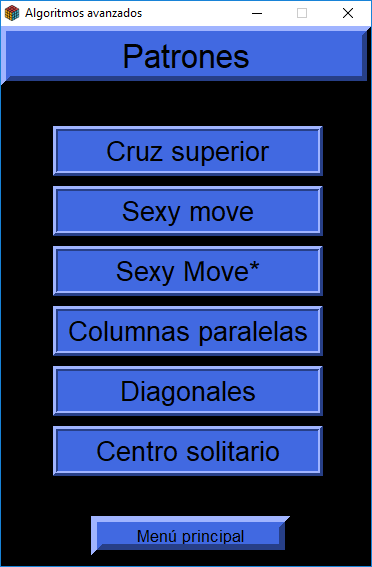 Algoritmos avanzados
Patrones
Cruz superior
Sexy move
Sexy Move*
Columnas paralelas
Diagonales
Centro solitario
Menú principal